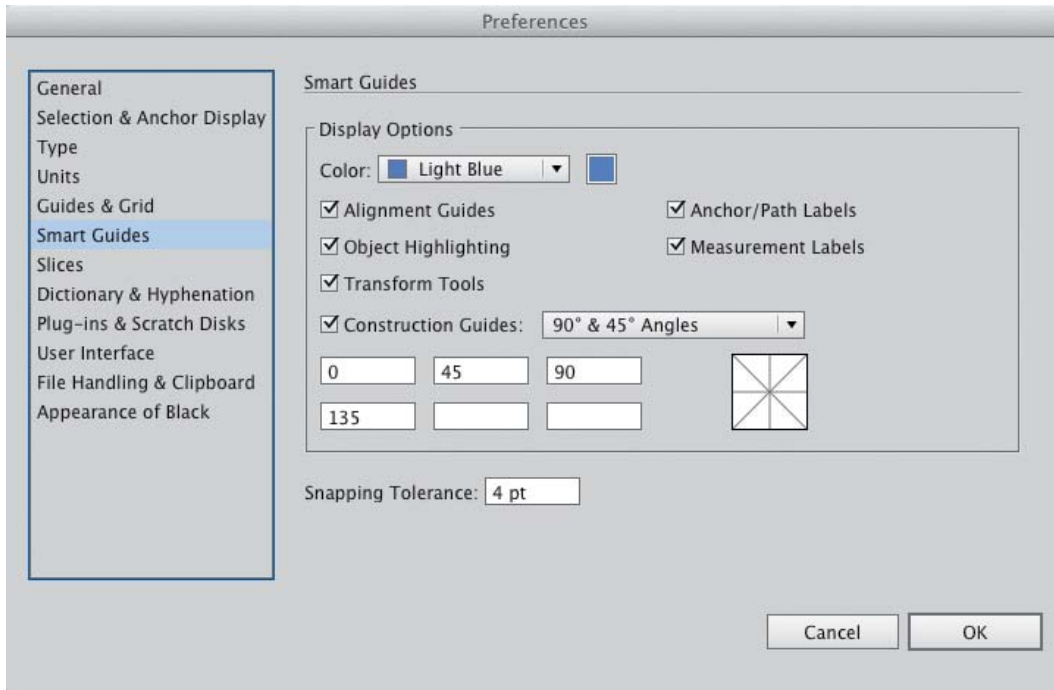 Preferences
General
Selection & Anchor Display
Type
Units
Guides & Grid
Smart Guides
Slices
Dictionary & Hyphenation
Plug-ins & Scratch Disks
User Interface
File Handling & Clipboard
Appearance of Black
Smart Guides
Display Options
Color: Light Blue
Alignment Guides Anchor/Path Labels
Object Highlighting Measurement Labels
Transform Tools
Construction Guides: 90° & 45° Angles
0 45 90
135
Snapping Tolerance: 4 pt
Cancel OK